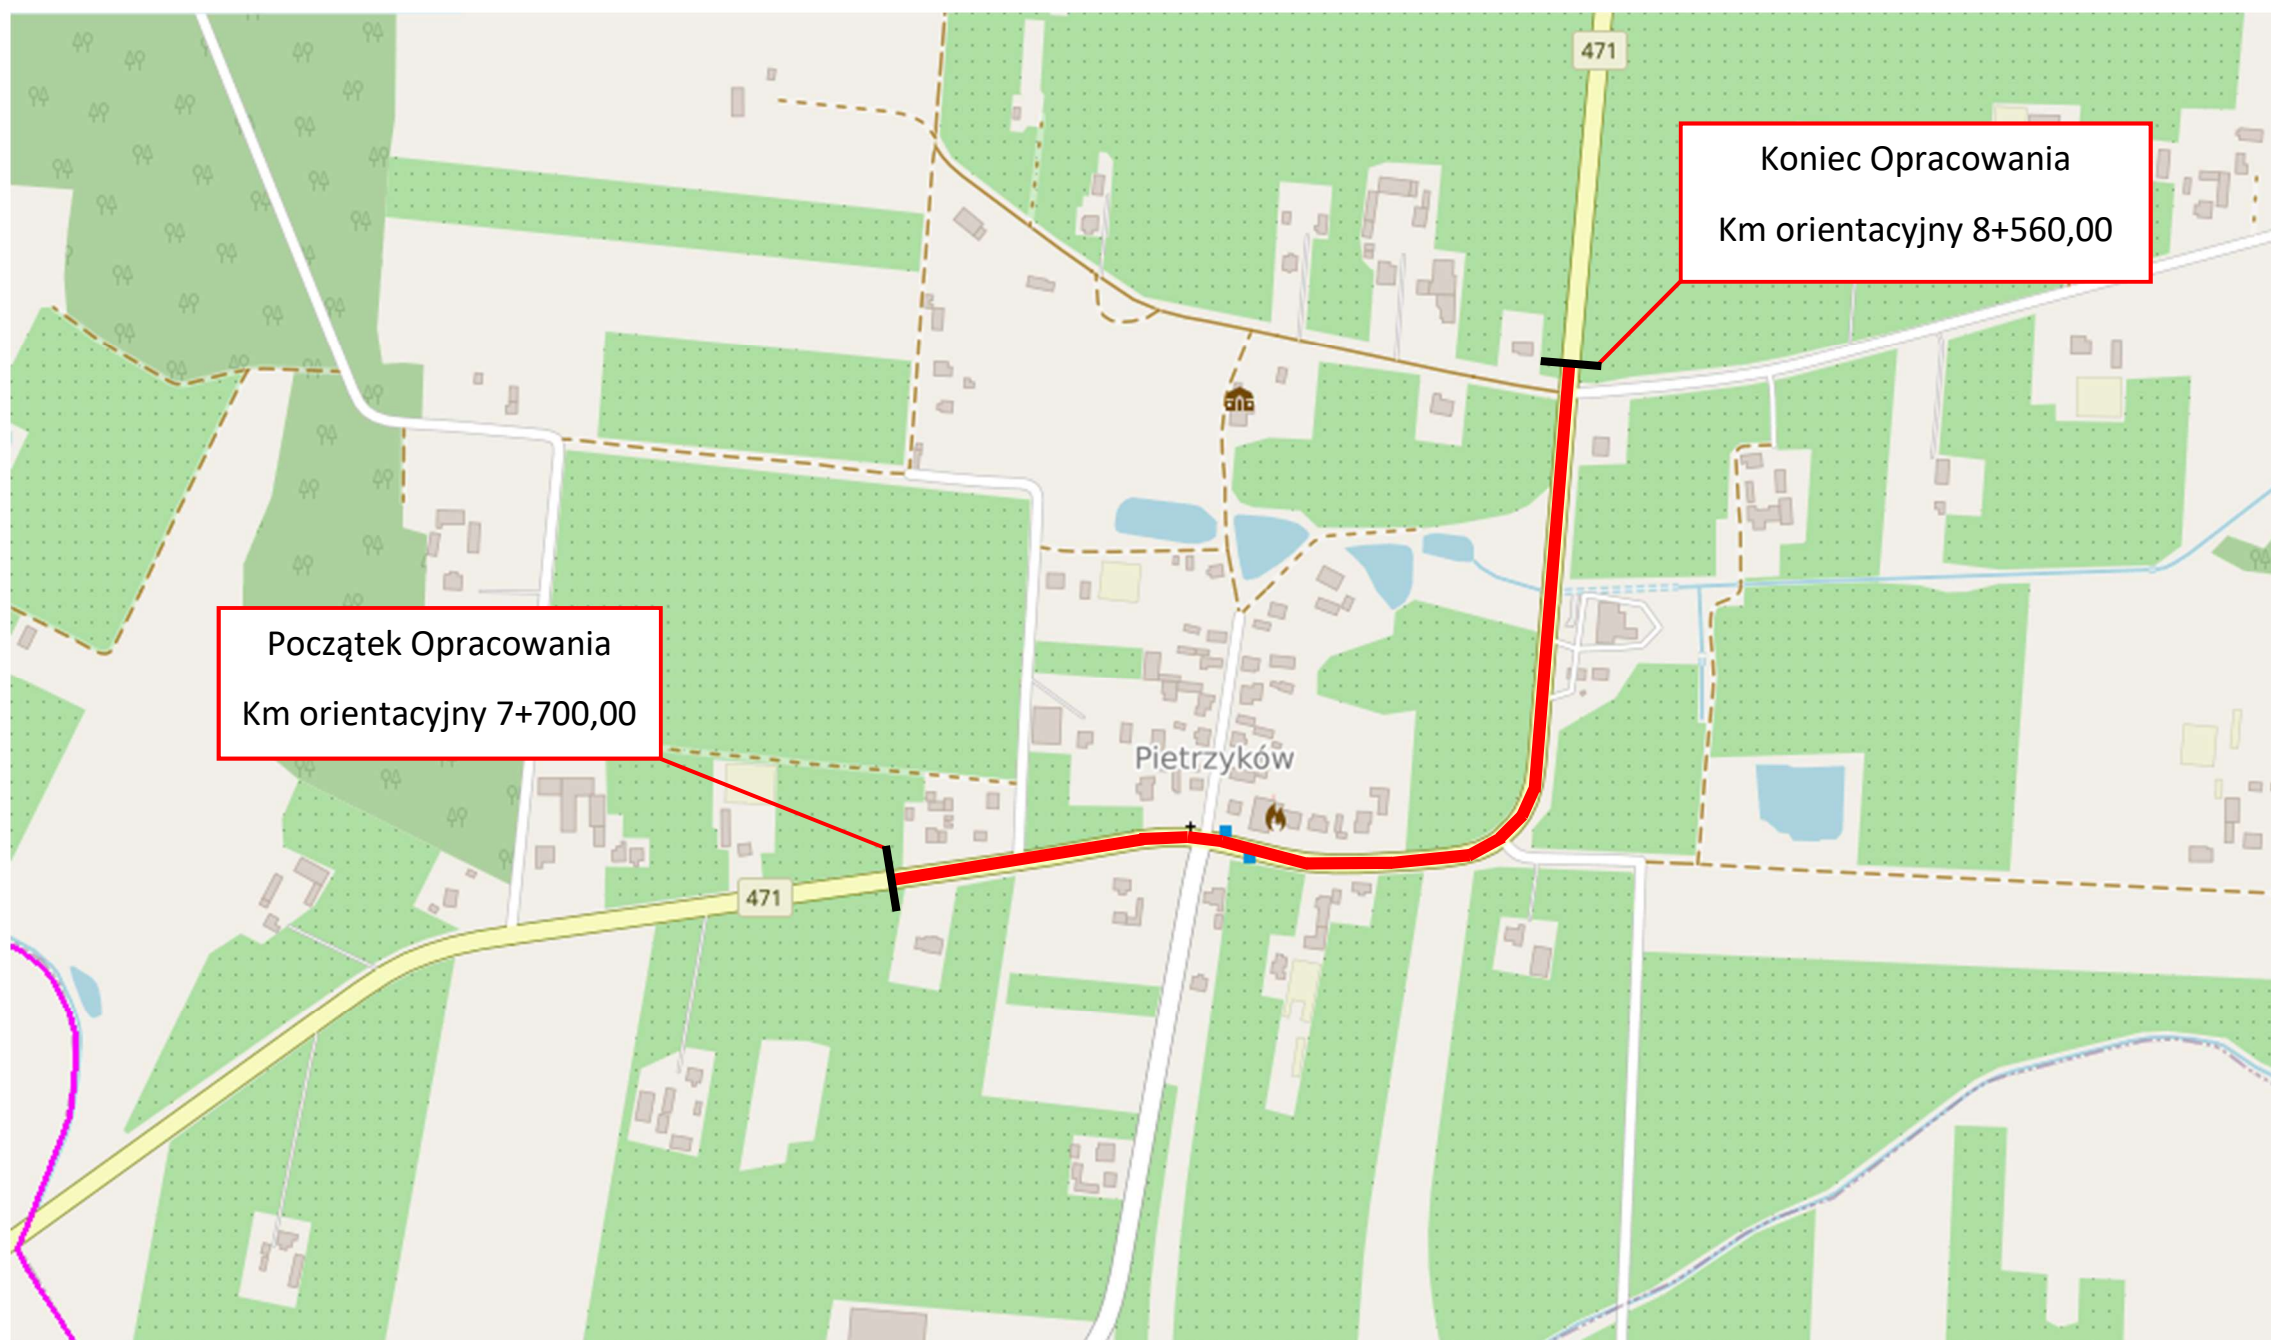 471
Koniec Opracowania
Km orientacyjny 8+560,00
Początek Opracowania
Km orientacyjny 7+700,00
Pietrzyków
471